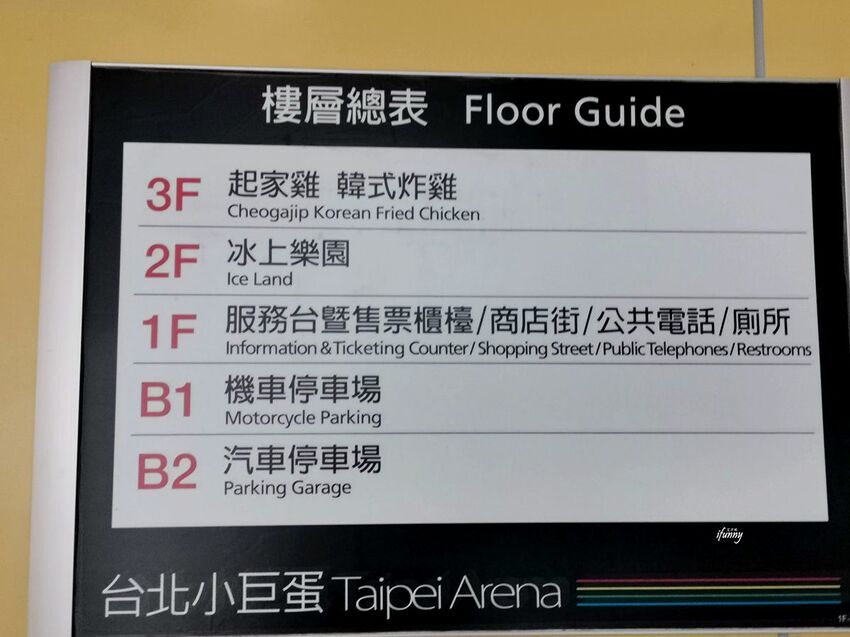 樓層總表 Floor Guide
3F 起家雞 韓式炸雞
Cheogajip Korean Fried Chicken
2F 冰上樂園
Ice Land
1F 服務台暨售票櫃檯/商店街/公共電話/廁所
Information & Ticketing Counter / Shopping Street / Public Telephones / Restrooms
B1 機車停車場
Motorcycle Parking
B2 汽車停車場
Parking Garage
ifunny
台北小巨蛋 Taipei Arena